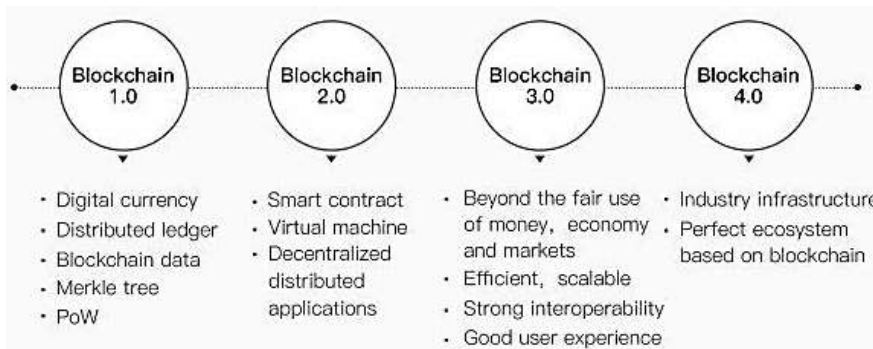 Blockchain
1.0
Blockchain
2.0
Blockchain
3.0
Blockchain
4.0
• Digital currency
• Distributed ledger
• Blockchain data
• Merkle tree
• PoW
• Smart contract
• Virtual machine
• Decentralized
distributed
applications
• Beyond the fair use
of money, economy
and markets
• Efficient, scalable
• Strong interoperability
• Good user experience
• Industry infrastructure
• Perfect ecosystem
based on blockchain